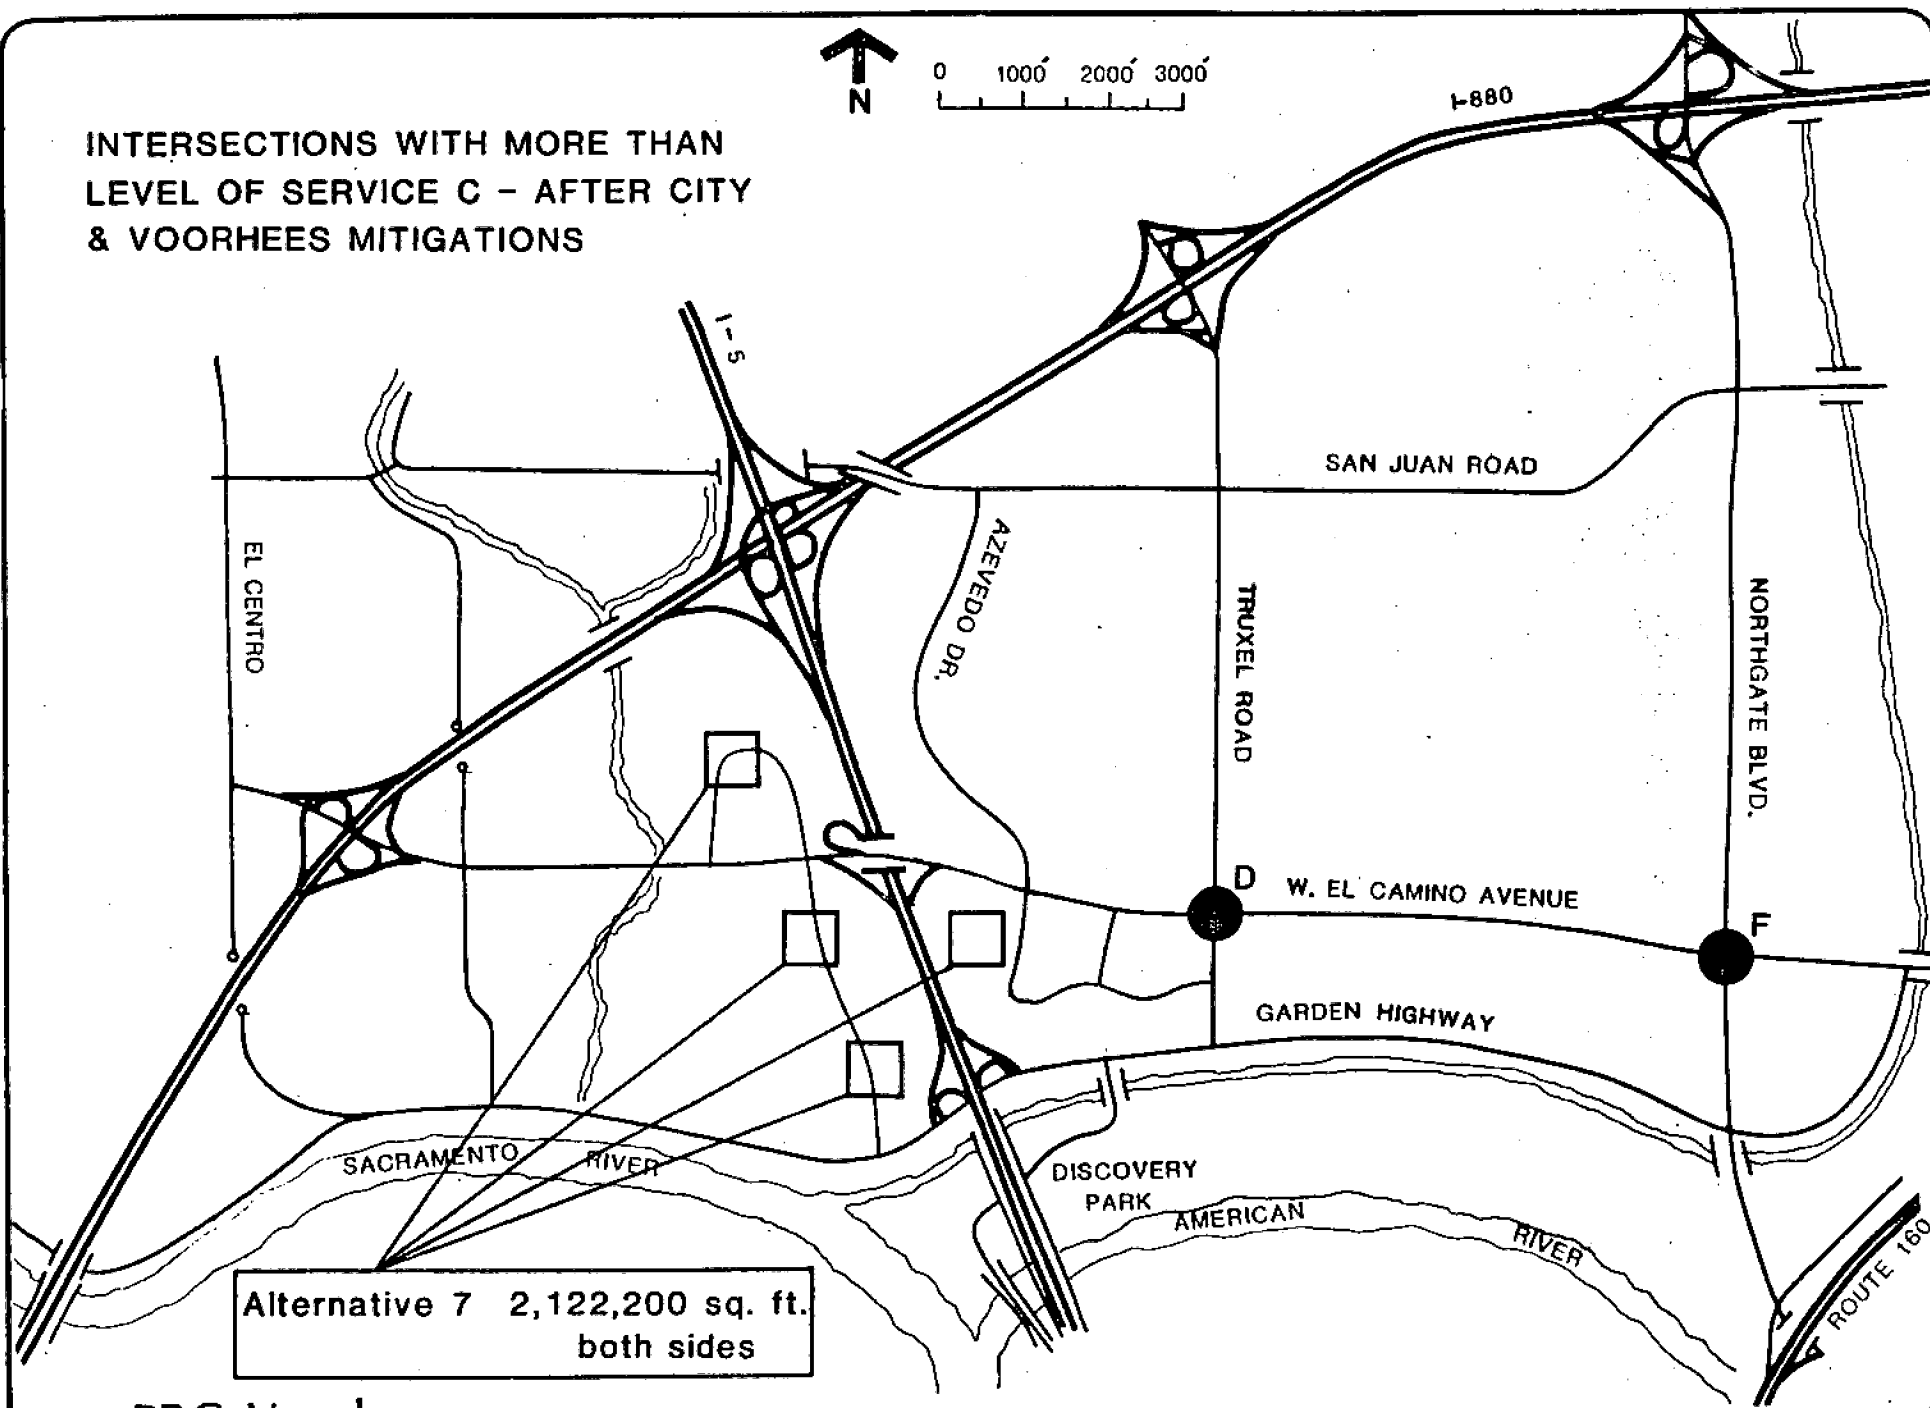 N
0 1000' 2000' 3000'
I-880
INTERSECTIONS WITH MORE THAN
LEVEL OF SERVICE C - AFTER CITY
& VOORHEES MITIGATIONS
I-5
SAN JUAN ROAD
EL CENTRO
AZEVEDO DR.
TRUXEL ROAD
NORTHGATE BLVD.
D
W. EL CAMINO AVENUE
F
GARDEN HIGHWAY
SACRAMENTO RIVER
DISCOVERY
PARK
AMERICAN RIVER
ROUTE 160
Alternative 7 2,122,200 sq. ft.
both sides